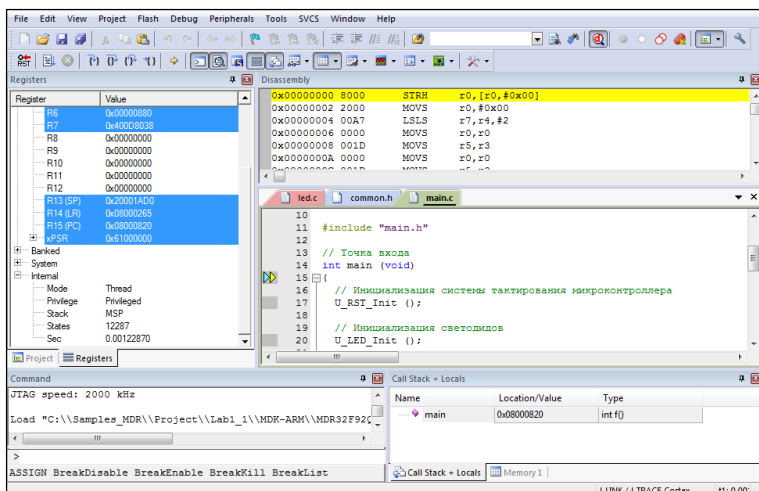 File Edit View Project Flash Debug Peripherals Tools SVCS Window Help
RST
Registers
Register Value
R6 0x00000880
R7 0x400D8038
R8 0x00000000
R9 0x00000000
R10 0x00000000
R11 0x00000000
R12 0x00000000
R13 (SP) 0x20001AD0
R14 (LR) 0x08000265
R15 (PC) 0x08000820
xPSR 0x61000000
Banked
System
Internal
Mode Thread
Privilege Privileged
Stack MSP
States 12287
Sec 0.00122870
Project Registers
Disassembly
0x00000000 8000 STRH r0,[r0,#0x00]
0x00000002 2000 MOVS r0,#0x00
0x00000004 00A7 LSLS r7,r4,#2
0x00000006 0000 MOVS r0,r0
0x00000008 001D MOVS r5,r3
0x0000000A 0000 MOVS r0,r0
led.c common.h main.c
10
11 #include "main.h"
12
13 // Точка входа
14 int main (void)
15 {
16 // Инициализация системы тактирования микроконтроллера
17 U_RST_Init ();
18
19 // Инициализация светодидов
20 U_LED_Init ();
Command
JTAG speed: 2000 kHz
Load "C:\\Samples_MDR\\Project\\Lab1_1\\MDK-ARM\\MDR32F92
>
ASSIGN BreakDisable BreakEnable BreakKill BreakList
Call Stack + Locals
Name Location/Value Type
main 0x08000820 int f()
Call Stack + Locals Memory 1